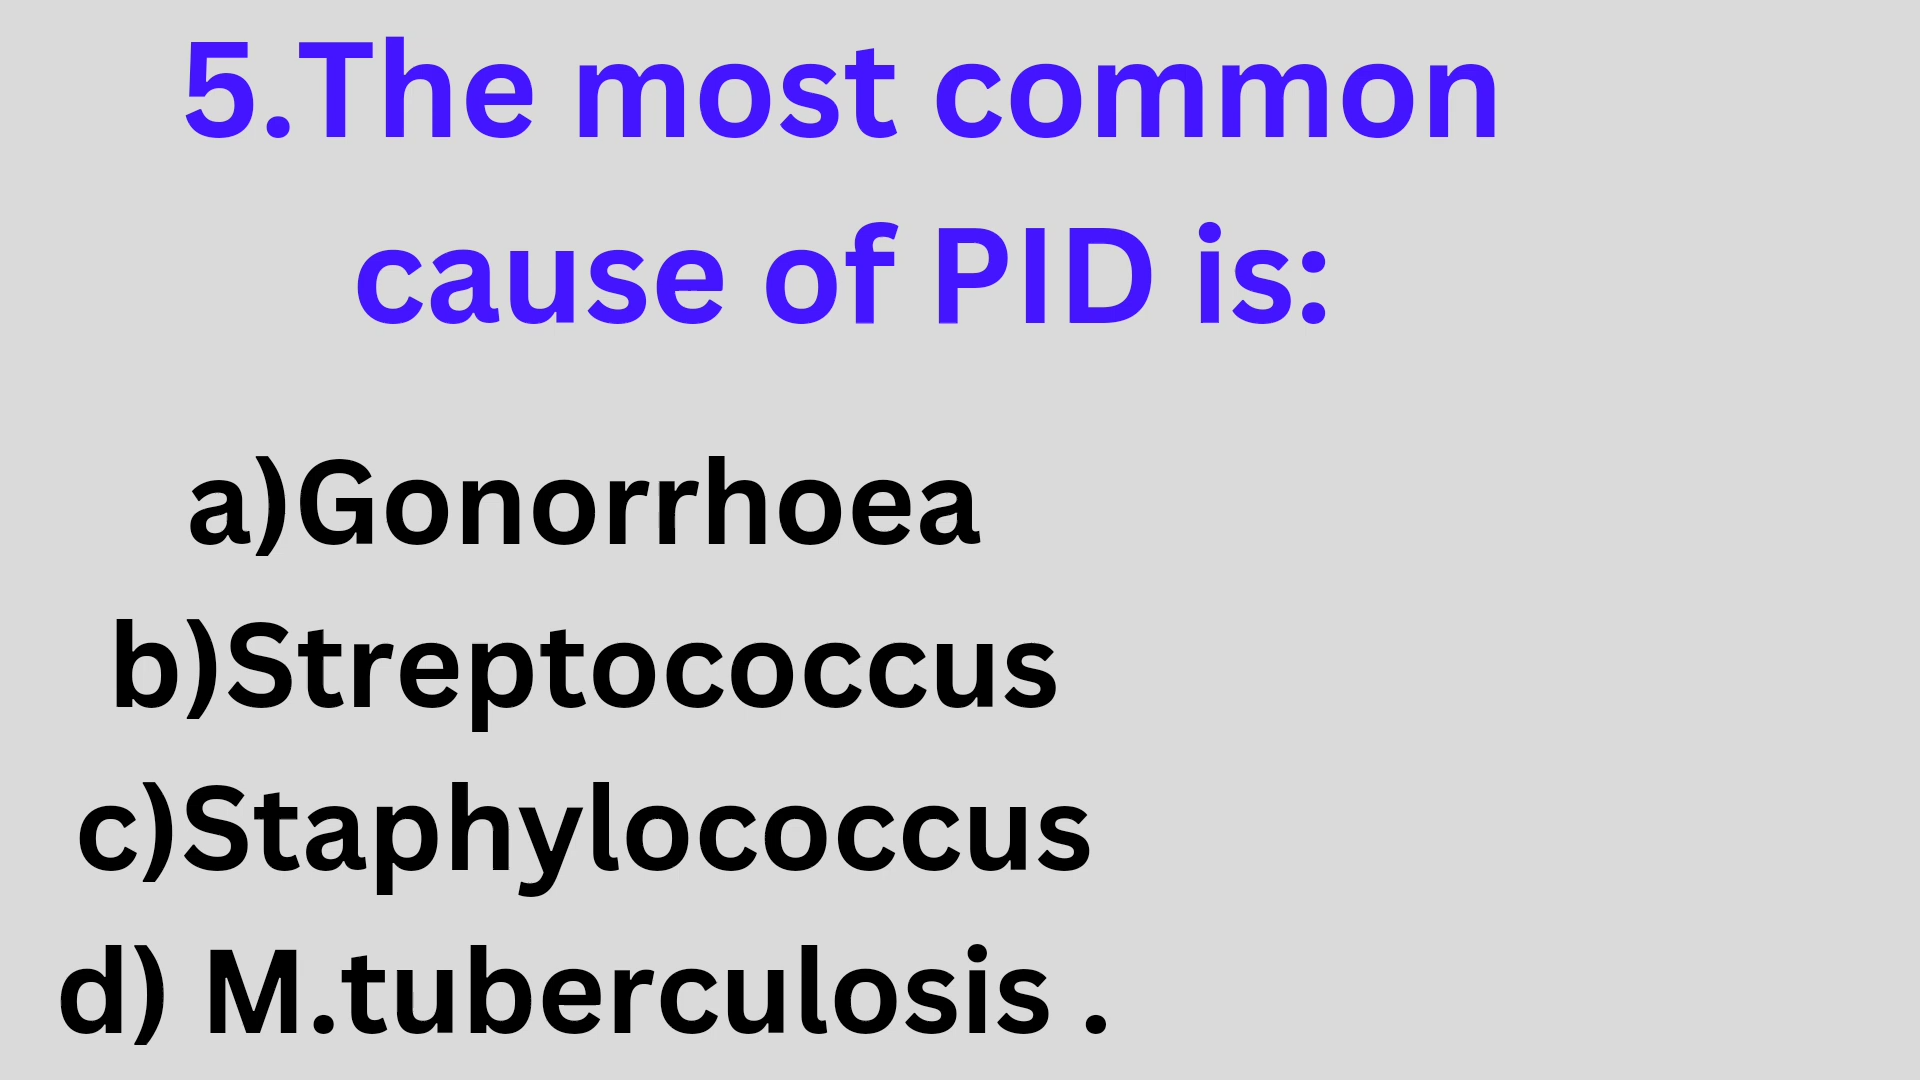 5.The most common
cause of PID is:
a)Gonorrhoea
b)Streptococcus
c)Staphylococcus
d) M.tuberculosis .